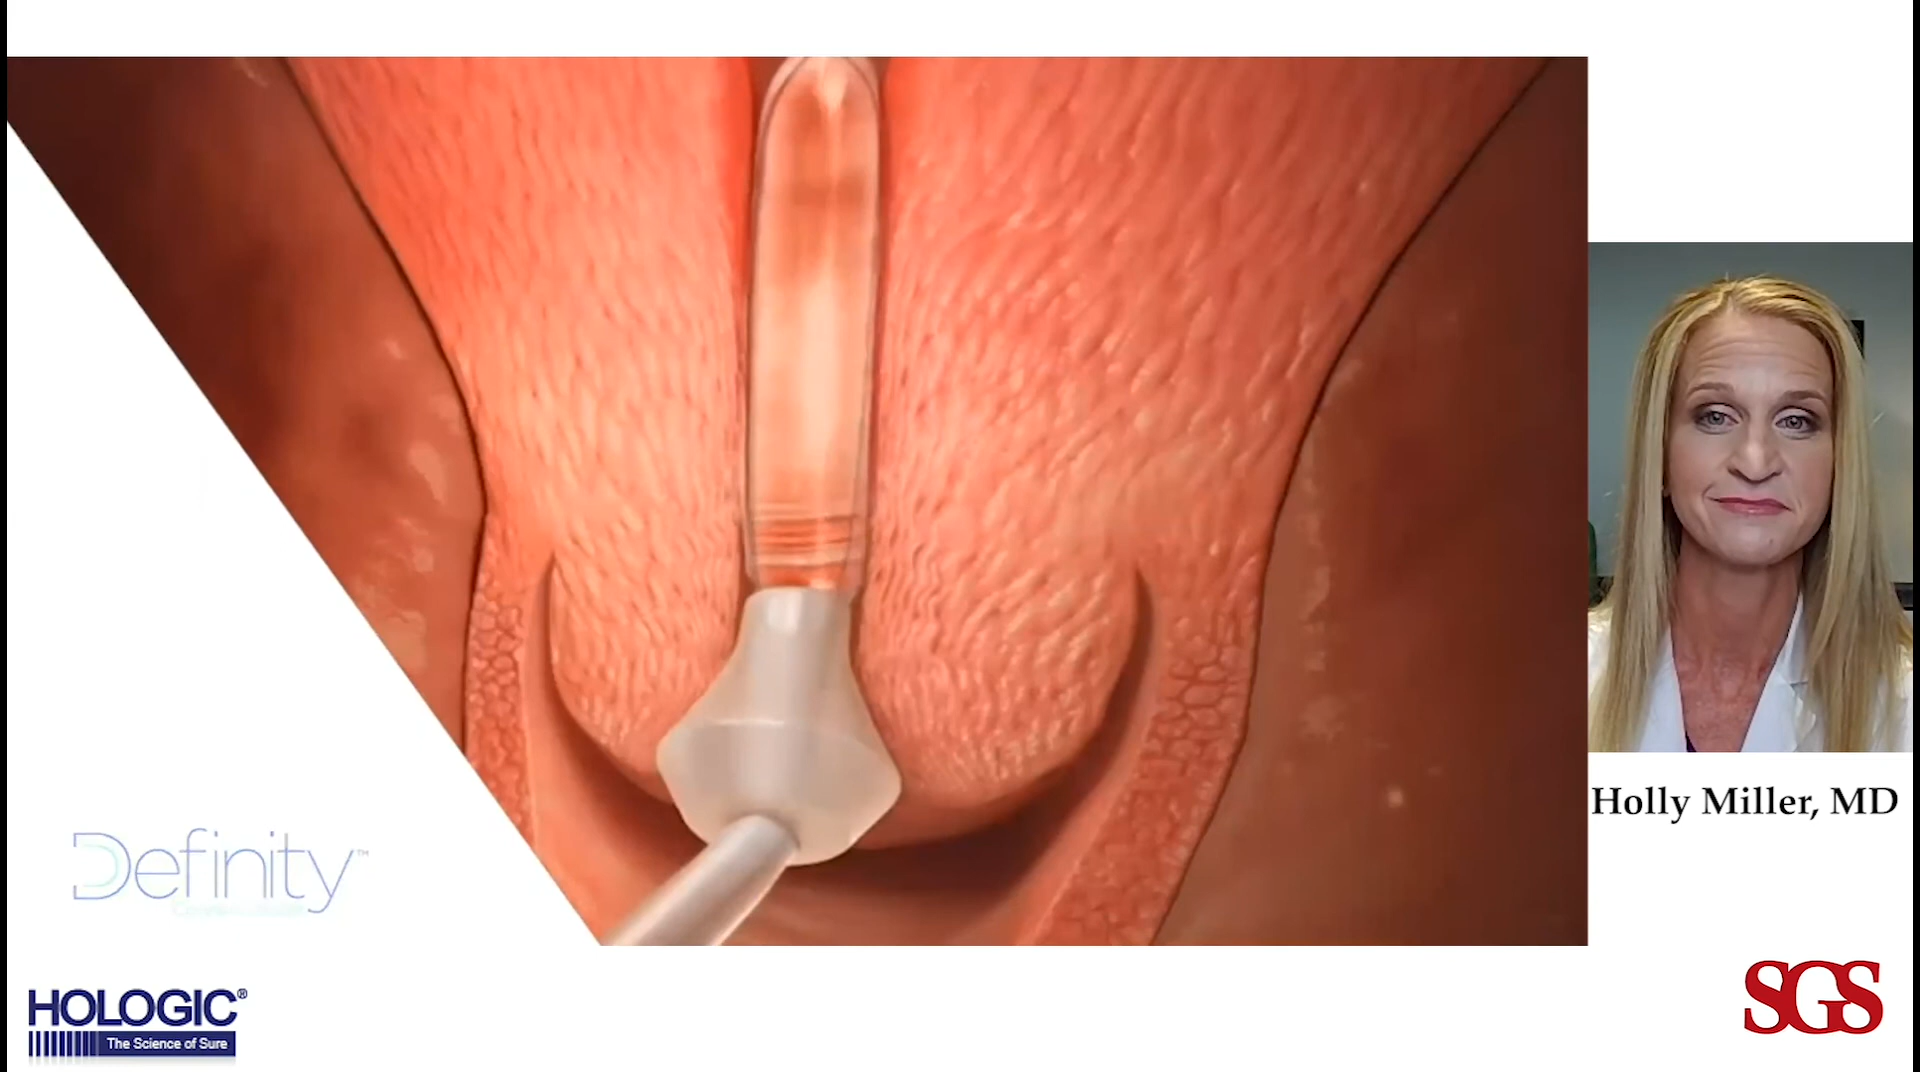 Holly Miller, MD
Definity™
HOLOGIC®
The Science of Sure
SGS